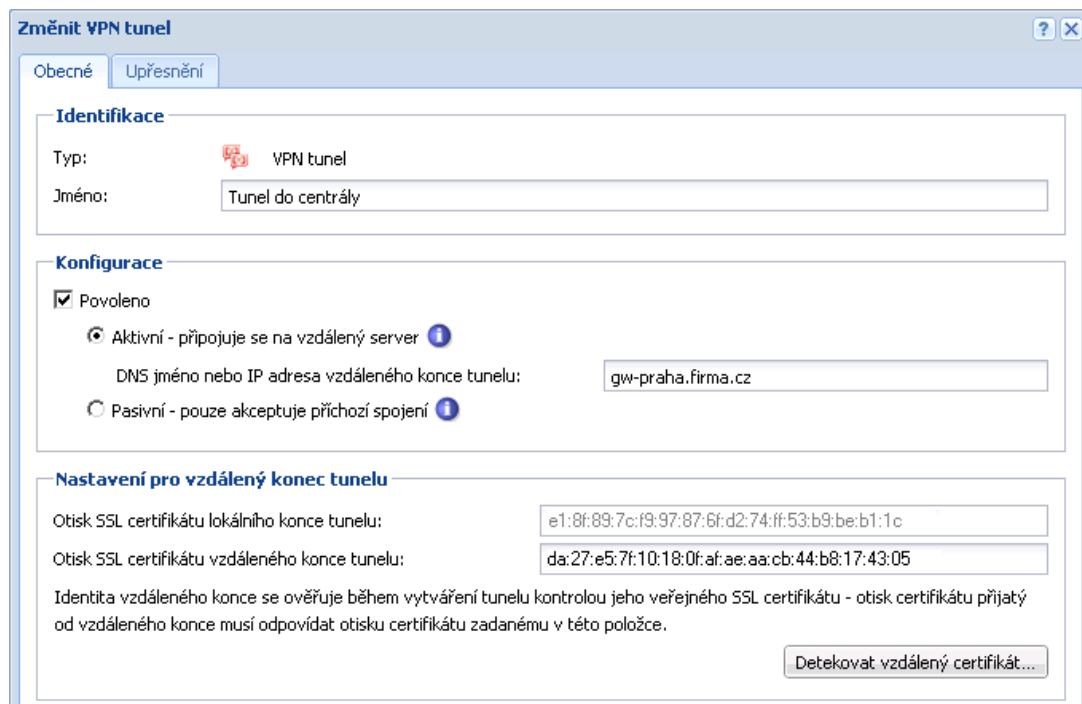 Změnit VPN tunel
Obecné Upřesnění
Identifikace
Typ: VPN tunel
Jméno: Tunel do centrály
Konfigurace
Povoleno
Aktivní - připojuje se na vzdálený server
DNS jméno nebo IP adresa vzdáleného konce tunelu: gw-praha.firma.cz
Pasivní - pouze akceptuje příchozí spojení
Nastavení pro vzdálený konec tunelu
Otisk SSL certifikátu lokálního konce tunelu: e1:8f:89:7c:f9:97:87:6f:d2:74:ff:53:b9:be:b1:1c
Otisk SSL certifikátu vzdáleného konce tunelu: da:27:e5:7f:10:18:0f:af:ae:aa:cb:44:b8:17:43:05
Identita vzdáleného konce se ověřuje během vytváření tunelu kontrolou jeho veřejného SSL certifikátu - otisk certifikátu přijatý
od vzdáleného konce musí odpovídat otisku certifikátu zadanému v této položce.
Detekovat vzdálený certifikát...